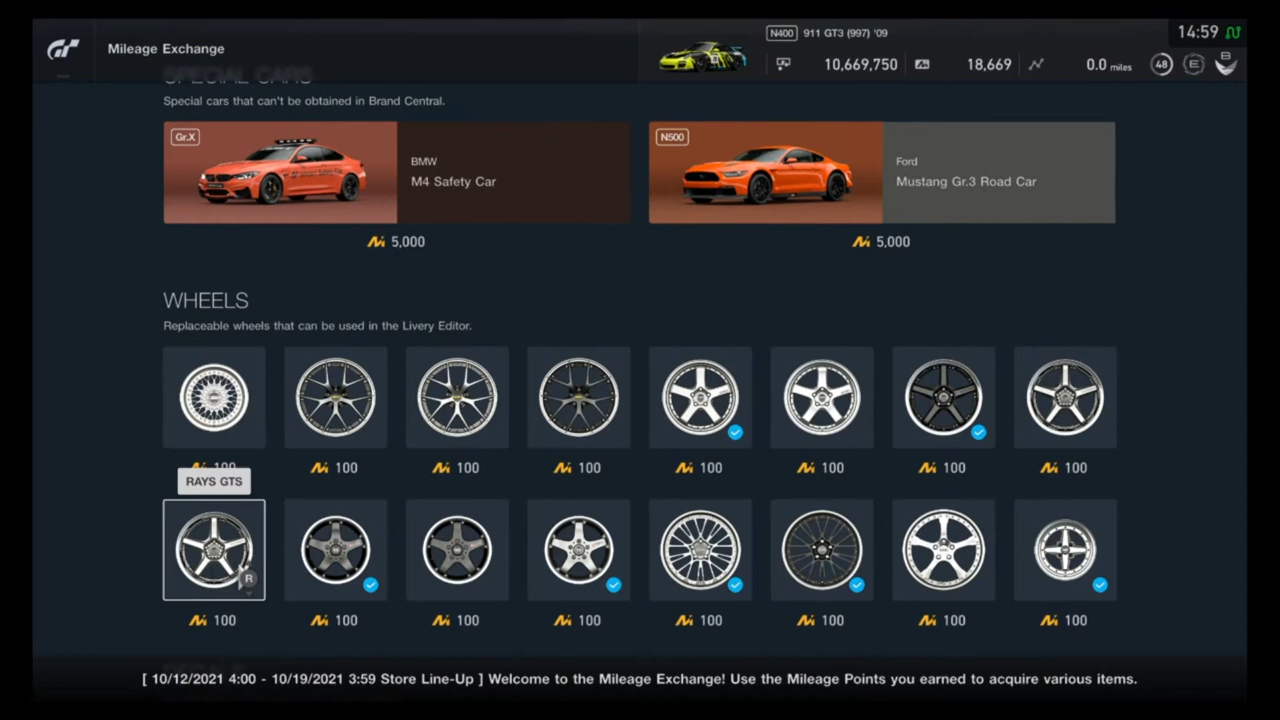 Mileage Exchange
N400 911 GT3 (997) '09
14:59
10,669,750
18,669
0.0 miles
48
E
B
SPECIAL CARS
Special cars that can't be obtained in Brand Central.
Gr.X
BMW
M4 Safety Car
N500
Ford
Mustang Gr.3 Road Car
5,000
5,000
WHEELS
Replaceable wheels that can be used in the Livery Editor.
100 100 100 100 100 100 100 100
RAYS GTS
R
100 100 100 100 100 100 100 100
[ 10/12/2021 4:00 - 10/19/2021 3:59 Store Line-Up ] Welcome to the Mileage Exchange! Use the Mileage Points you earned to acquire various items.